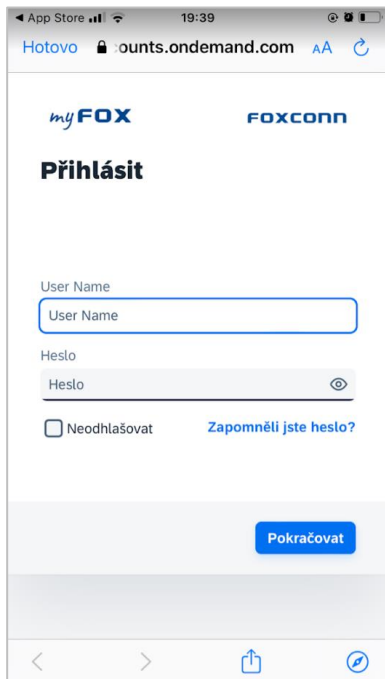 ◀ App Store 19:39
Hotovo :ounts.ondemand.com AA
myFOX FOXCONN
Přihlásit
User Name
User Name
Heslo
Heslo
Neodhlašovat Zapomněli jste heslo?
Pokračovat